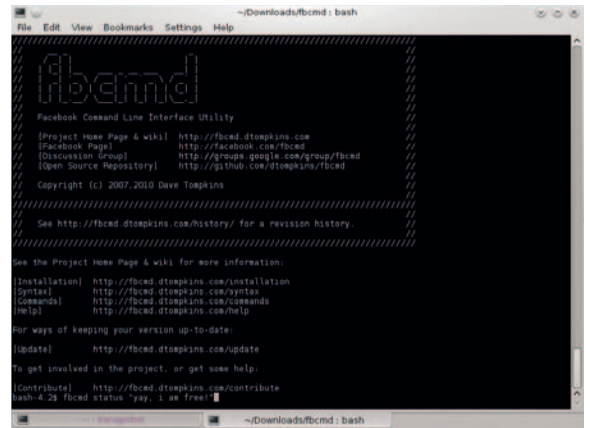 ~/Downloads/fbcmd : bash
File Edit View Bookmarks Settings Help
////////////////////////////////////////////////////////////////////////////////
// //
// fbcmd //
// //
// Facebook Command Line Interface Utility //
// //
// [Project Home Page & wiki] http://fbcmd.dtompkins.com //
// [Facebook Page] http://facebook.com/fbcmd //
// [Discussion Group] http://groups.google.com/group/fbcmd //
// [Open Source Repository] http://github.com/dtompkins/fbcmd //
// //
// Copyright (c) 2007,2010 Dave Tompkins //
// //
////////////////////////////////////////////////////////////////////////////////
// //
// See http://fbcmd.dtompkins.com/history/ for a revision history. //
// //
////////////////////////////////////////////////////////////////////////////////
See the Project Home Page & wiki for more information:
[Installation] http://fbcmd.dtompkins.com/installation
[Syntax] http://fbcmd.dtompkins.com/syntax
[Commands] http://fbcmd.dtompkins.com/commands
[Help] http://fbcmd.dtompkins.com/help
For ways of keeping your version up-to-date:
[Update] http://fbcmd.dtompkins.com/update
To get involved in the project, or get some help:
[Contribute] http://fbcmd.dtompkins.com/contribute
bash-4.2$ fbcmd status "yay, i am free!"
~/Downloads/fbcmd : bash